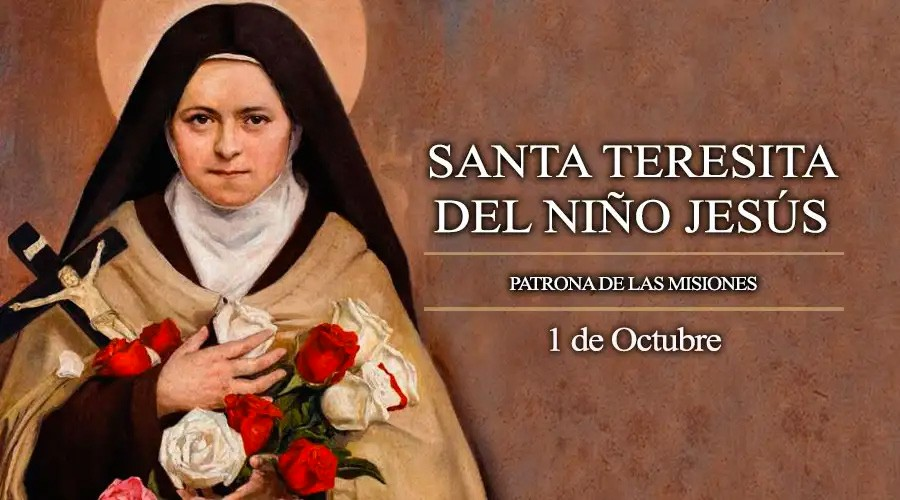 SANTA TERESITA
DEL NIÑO JESÚS
PATRONA DE LAS MISIONES
1 de Octubre